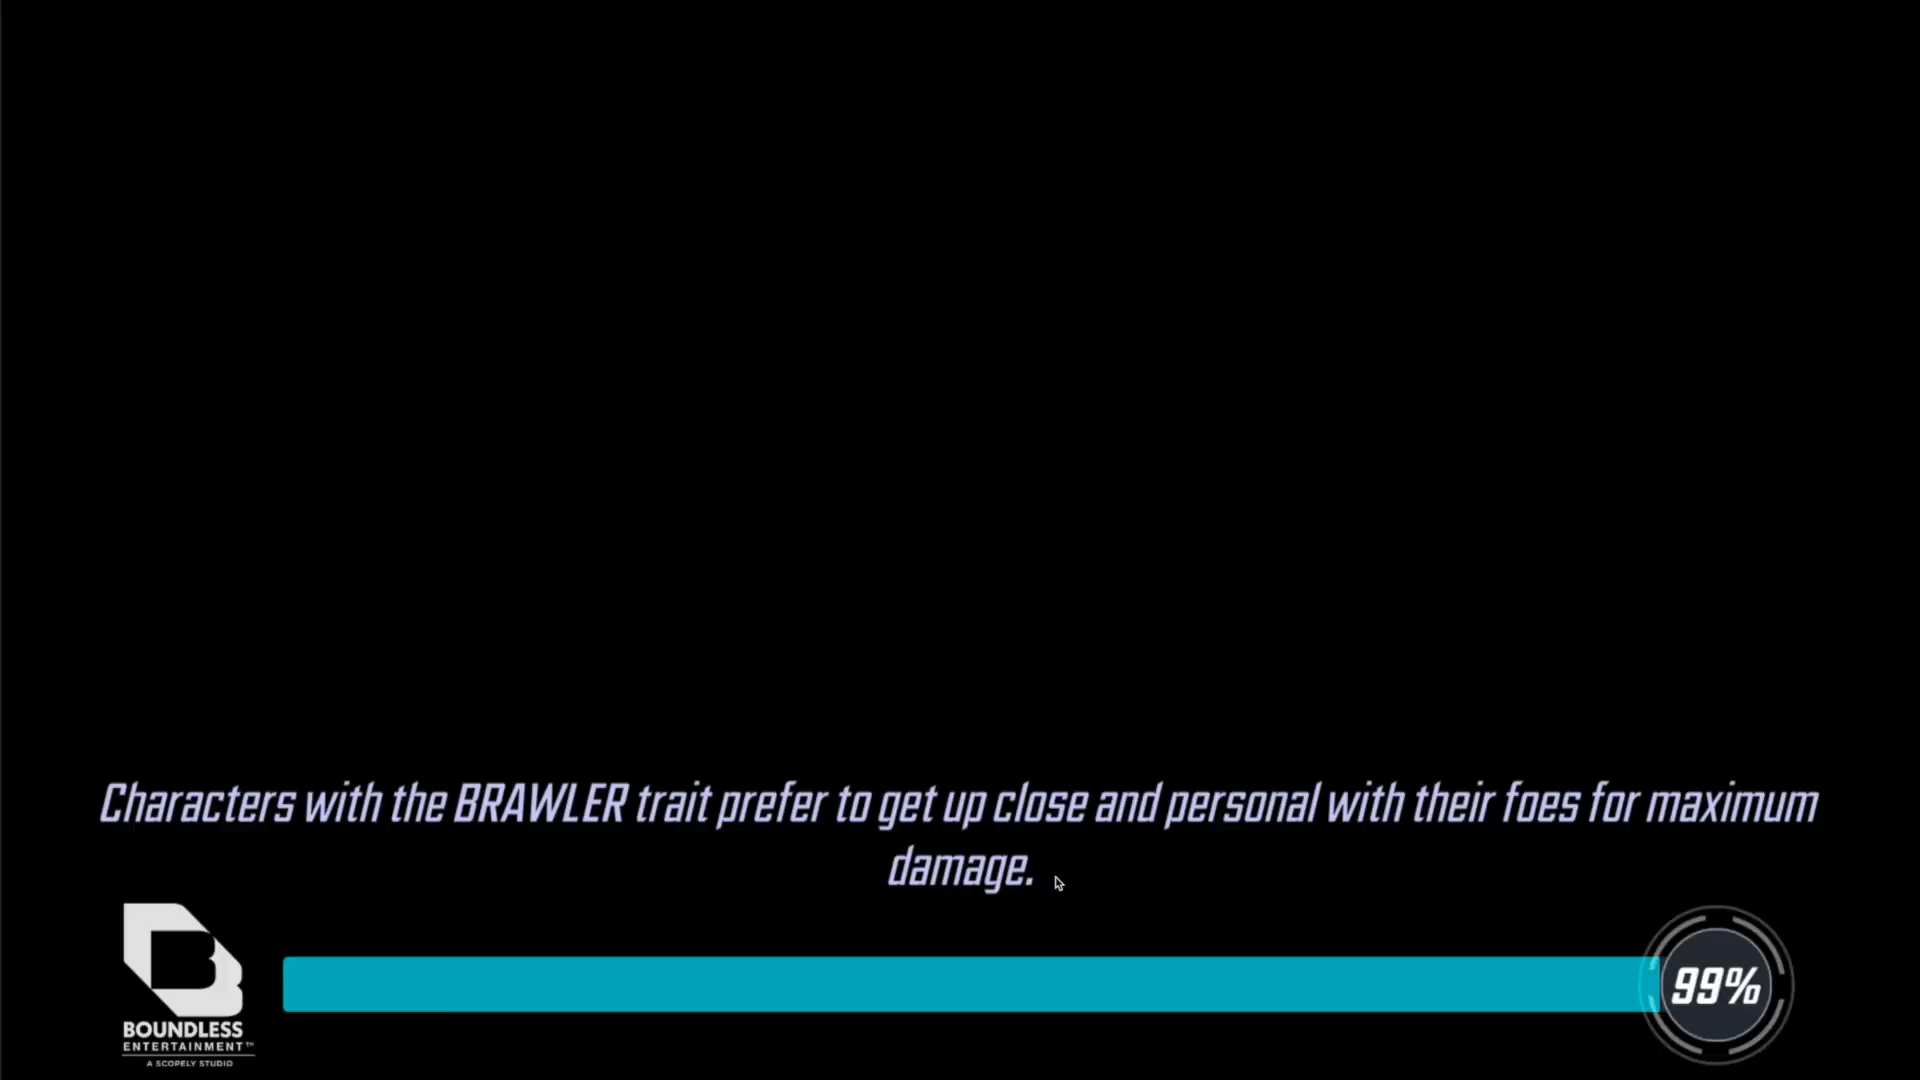 Characters with the BRAWLER trait prefer to get up close and personal with their foes for maximum
damage.
BOUNDLESS
ENTERTAINMENT™
A SCOPELY STUDIO
99%